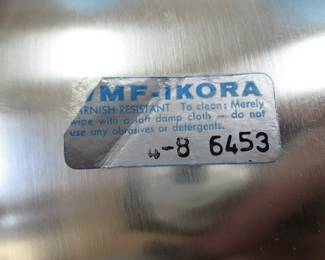 WMF-IKORA
TARNISH RESISTANT To clean: Merely
wipe with a soft damp cloth — do not
use any abrasives or detergents.
-8 6453